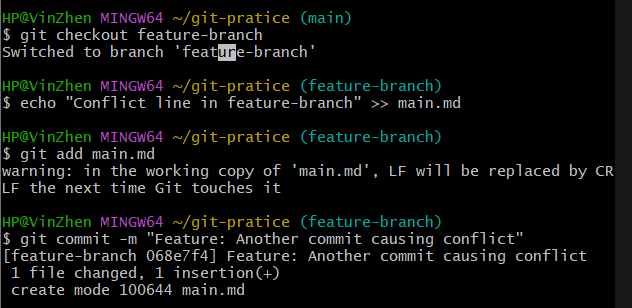 HP@VinZhen MINGW64 ~/git-pratice (main)
$ git checkout feature-branch
Switched to branch 'feature-branch'
HP@VinZhen MINGW64 ~/git-pratice (feature-branch)
$ echo "Conflict line in feature-branch" >> main.md
HP@VinZhen MINGW64 ~/git-pratice (feature-branch)
$ git add main.md
warning: in the working copy of 'main.md', LF will be replaced by CR
LF the next time Git touches it
HP@VinZhen MINGW64 ~/git-pratice (feature-branch)
$ git commit -m "Feature: Another commit causing conflict"
[feature-branch 068e7f4] Feature: Another commit causing conflict
 1 file changed, 1 insertion(+)
 create mode 100644 main.md